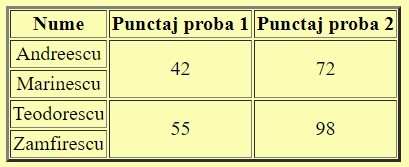 Nume Punctaj proba 1 Punctaj proba 2
Andreescu 42 72
Marinescu
Teodorescu 55 98
Zamfirescu